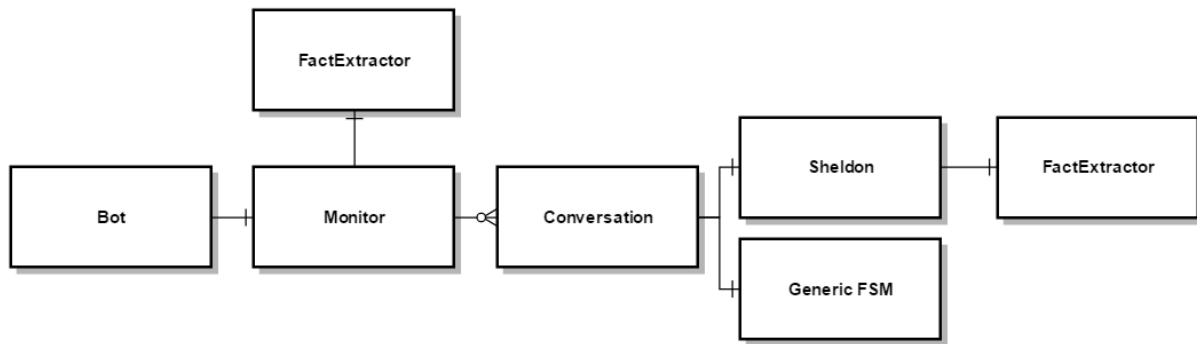 FactExtractor
Bot
Monitor
Conversation
Sheldon
FactExtractor
Generic FSM